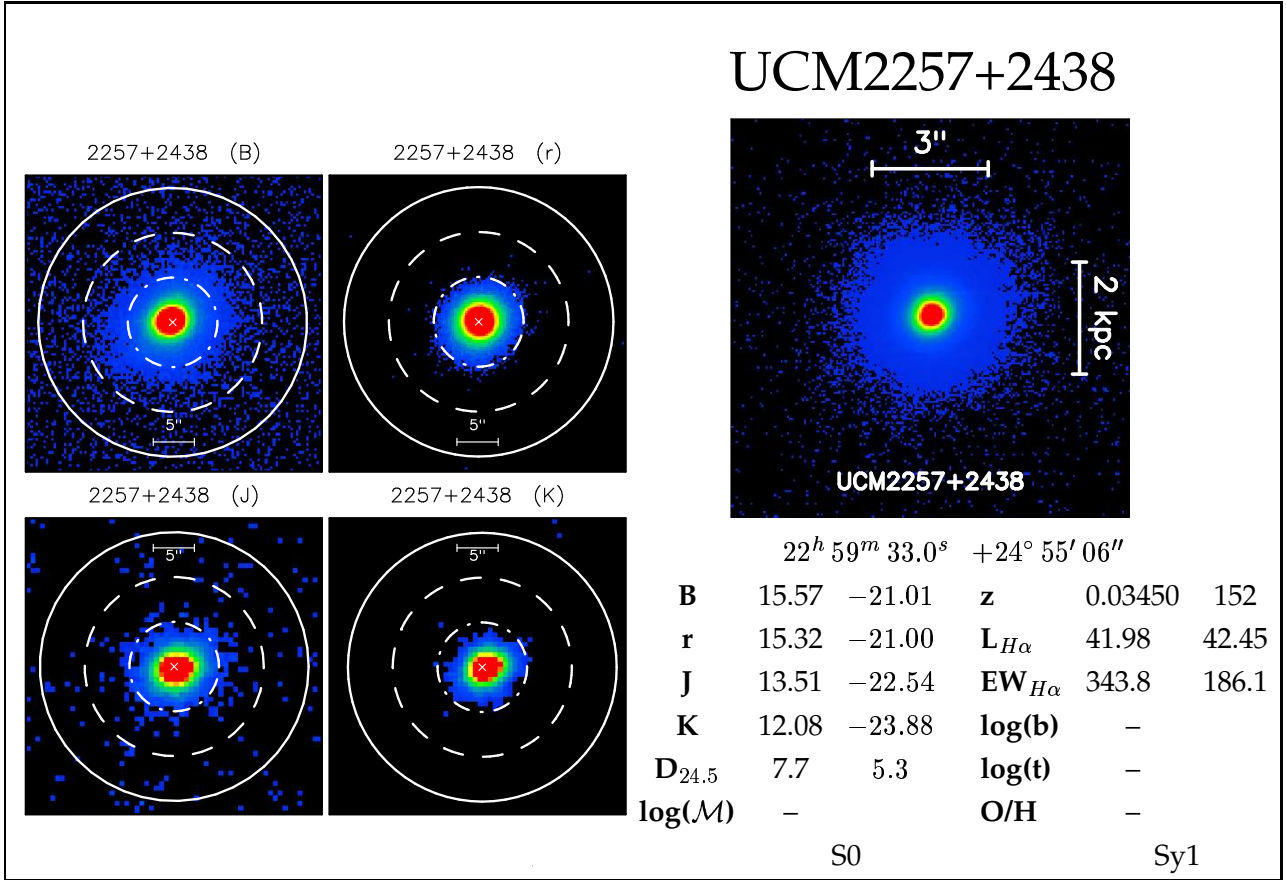 UCM2257+2438
2257+2438 (B)
2257+2438 (r)
5"
5"
2257+2438 (J)
2257+2438 (K)
5"
5"
3"
2 kpc
UCM2257+2438
22ʰ 59ᵐ 33.0ˢ +24° 55′ 06″
B 15.57 −21.01 z 0.03450 152
r 15.32 −21.00 L_Hα 41.98 42.45
J 13.51 −22.54 EW_Hα 343.8 186.1
K 12.08 −23.88 log(b) –
D₂₄.₅ 7.7 5.3 log(t) –
log(ℳ) – O/H –
S0 Sy1